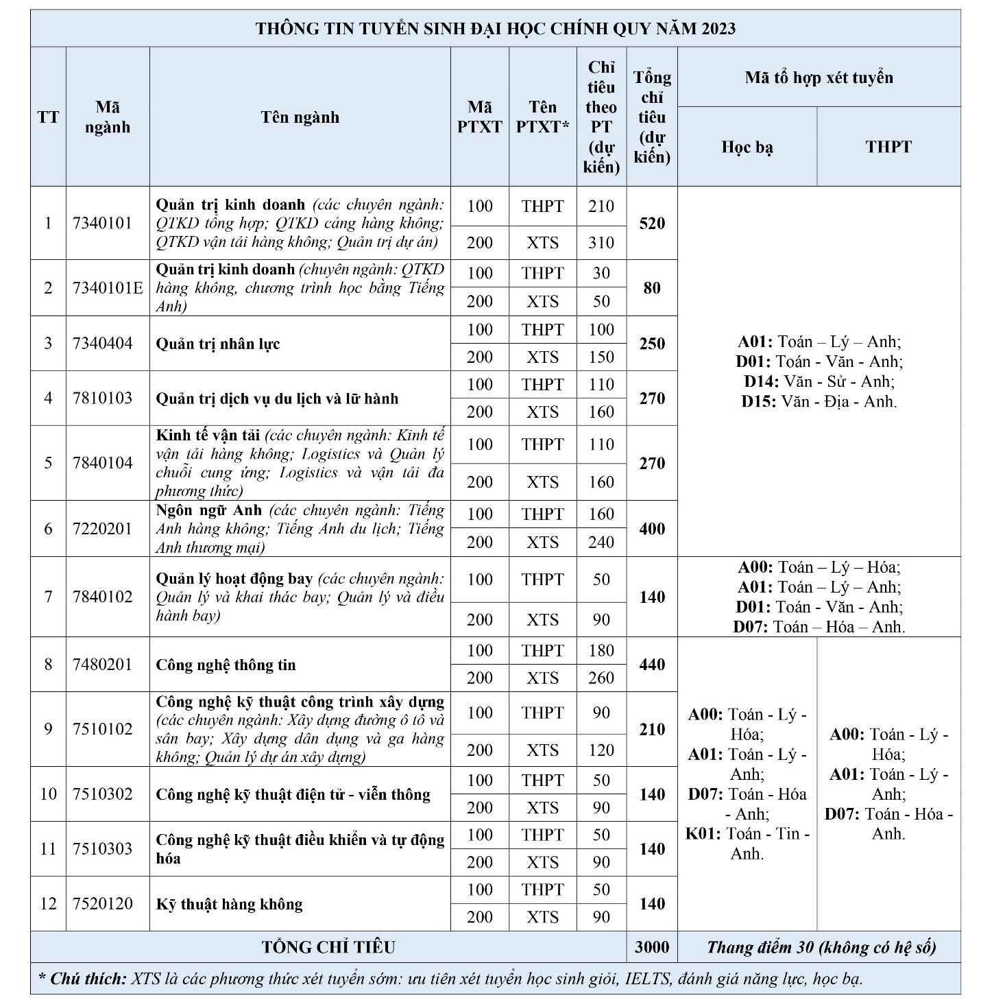 THÔNG TIN TUYỂN SINH ĐẠI HỌC CHÍNH QUY NĂM 2023
TT
Mã
ngành
Tên ngành
Mã
PTXT
Tên
PTXT*
Chỉ
tiêu
theo
PT
(dự
kiến)
Tổng
chỉ
tiêu
(dự
kiến)
Mã tổ hợp xét tuyển
Học bạ
THPT
1
7340101
Quản trị kinh doanh (các chuyên ngành:
QTKD tổng hợp; QTKD cảng hàng không;
QTKD vận tải hàng không; Quản trị dự án)
100
THPT
210
200
XTS
310
520
2
7340101E
Quản trị kinh doanh (chuyên ngành: QTKD
hàng không, chương trình học bằng Tiếng
Anh)
100
THPT
30
200
XTS
50
80
3
7340404
Quản trị nhân lực
100
THPT
100
200
XTS
150
250
4
7810103
Quản trị dịch vụ du lịch và lữ hành
100
THPT
110
200
XTS
160
270
5
7840104
Kinh tế vận tải (các chuyên ngành: Kinh tế
vận tải hàng không; Logistics và Quản lý
chuỗi cung ứng; Logistics và vận tải đa
phương thức)
100
THPT
110
200
XTS
160
270
6
7220201
Ngôn ngữ Anh (các chuyên ngành: Tiếng
Anh hàng không; Tiếng Anh du lịch; Tiếng
Anh thương mại)
100
THPT
160
200
XTS
240
400
A01: Toán – Lý – Anh;
D01: Toán - Văn - Anh;
D14: Văn - Sử - Anh;
D15: Văn - Địa - Anh.
7
7840102
Quản lý hoạt động bay (các chuyên ngành:
Quản lý và khai thác bay; Quản lý và điều
hành bay)
100
THPT
50
200
XTS
90
140
A00: Toán – Lý – Hóa;
A01: Toán – Lý – Anh;
D01: Toán - Văn - Anh;
D07: Toán – Hóa – Anh.
8
7480201
Công nghệ thông tin
100
THPT
180
200
XTS
260
440
9
7510102
Công nghệ kỹ thuật công trình xây dựng
(các chuyên ngành: Xây dựng đường ô tô và
sân bay; Xây dựng dân dụng và ga hàng
không; Quản lý dự án xây dựng)
100
THPT
90
200
XTS
120
210
10
7510302
Công nghệ kỹ thuật điện tử - viễn thông
100
THPT
50
200
XTS
90
140
11
7510303
Công nghệ kỹ thuật điều khiển và tự động
hóa
100
THPT
50
200
XTS
90
140
12
7520120
Kỹ thuật hàng không
100
THPT
50
200
XTS
90
140
A00: Toán - Lý -
Hóa;
A01: Toán - Lý -
Anh;
D07: Toán - Hóa
- Anh;
K01: Toán - Tin -
Anh.
A00: Toán - Lý -
Hóa;
A01: Toán - Lý -
Anh;
D07: Toán - Hóa -
Anh.
TỔNG CHỈ TIÊU
3000
Thang điểm 30 (không có hệ số)
* Chú thích: XTS là các phương thức xét tuyển sớm: ưu tiên xét tuyển học sinh giỏi, IELTS, đánh giá năng lực, học bạ.